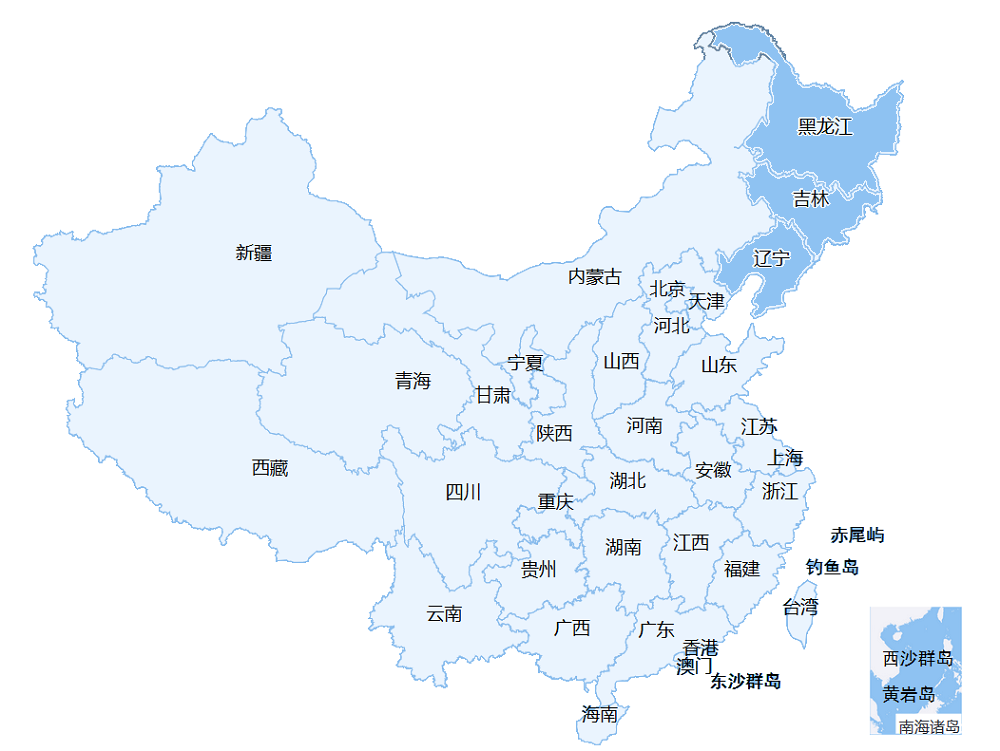 黑龙江
吉林
新疆
辽宁
内蒙古
北京
天津
河北
宁夏
山西
山东
青海
甘肃
河南
江苏
陕西
上海
西藏
安徽
湖北
四川
浙江
重庆
赤尾屿
湖南
江西
钓鱼岛
贵州
福建
台湾
云南
广西
广东
香港
西沙群岛
澳门
东沙群岛
黄岩岛
海南
南海诸岛